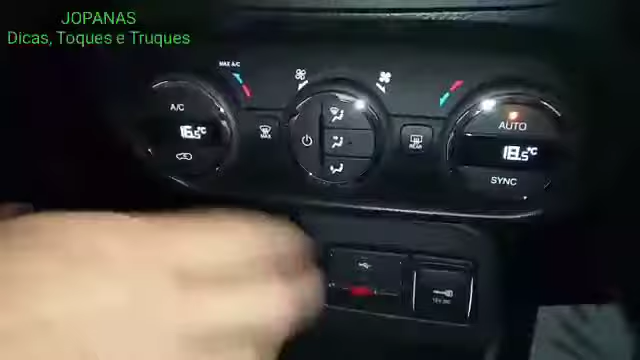 JOPANAS
Dicas, Toques e Truques
MAX A/C
A/C
16.5°C
MAX
REAR
AUTO
18.5°C
SYNC